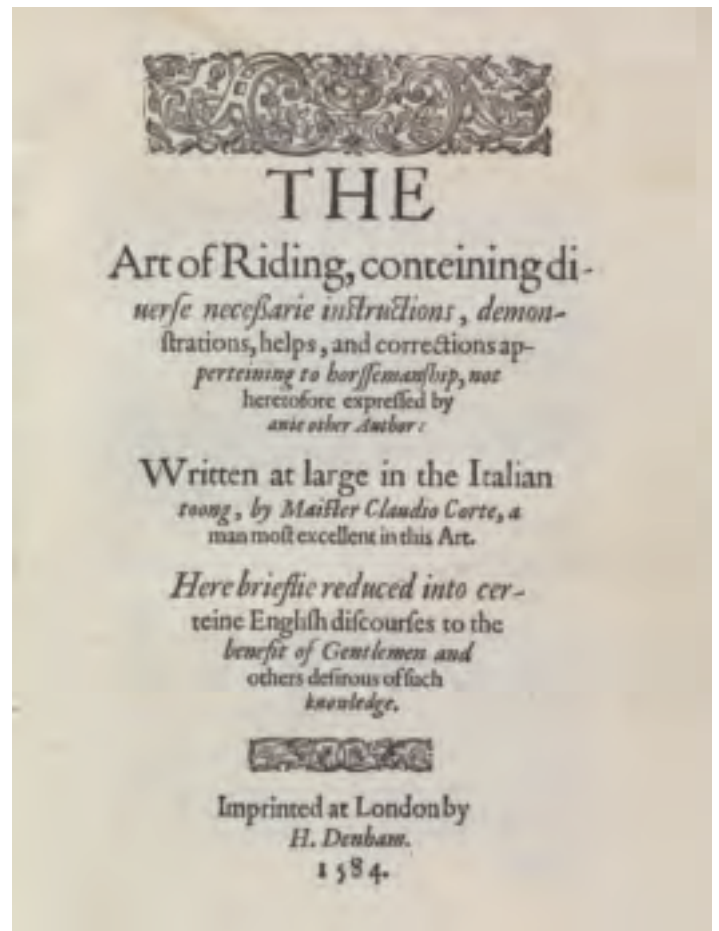 THE
Art of Riding, conteining di-
uerſe neceſſarie inſtructions, demon-
ſtrations, helps, and corrections ap-
perteining to horſſemanſhip, not
heretofore expreſſed by
anie other Author:
Written at large in the Italian
toong, by Maiſter Claudio Corte, a
man moſt excellent in this Art.
Here brieflie reduced into cer-
teine Engliſh diſcourſes to the
benefit of Gentlemen and
others deſirous of ſuch
knowledge.
Imprinted at London by
H. Denham.
1584.